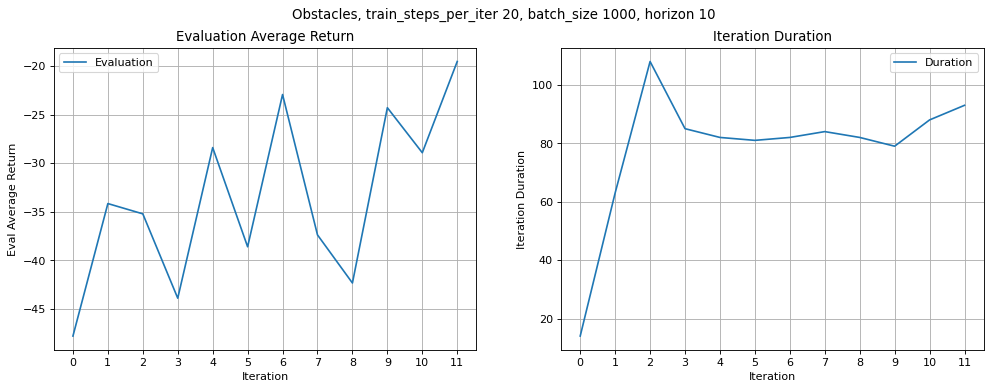 Obstacles, train_steps_per_iter 20, batch_size 1000, horizon 10
Evaluation Average Return
Evaluation
Eval Average Return
−20
−25
−30
−35
−40
−45
0 1 2 3 4 5 6 7 8 9 10 11
Iteration
Iteration Duration
Duration
Iteration Duration
100
80
60
40
20
0 1 2 3 4 5 6 7 8 9 10 11
Iteration